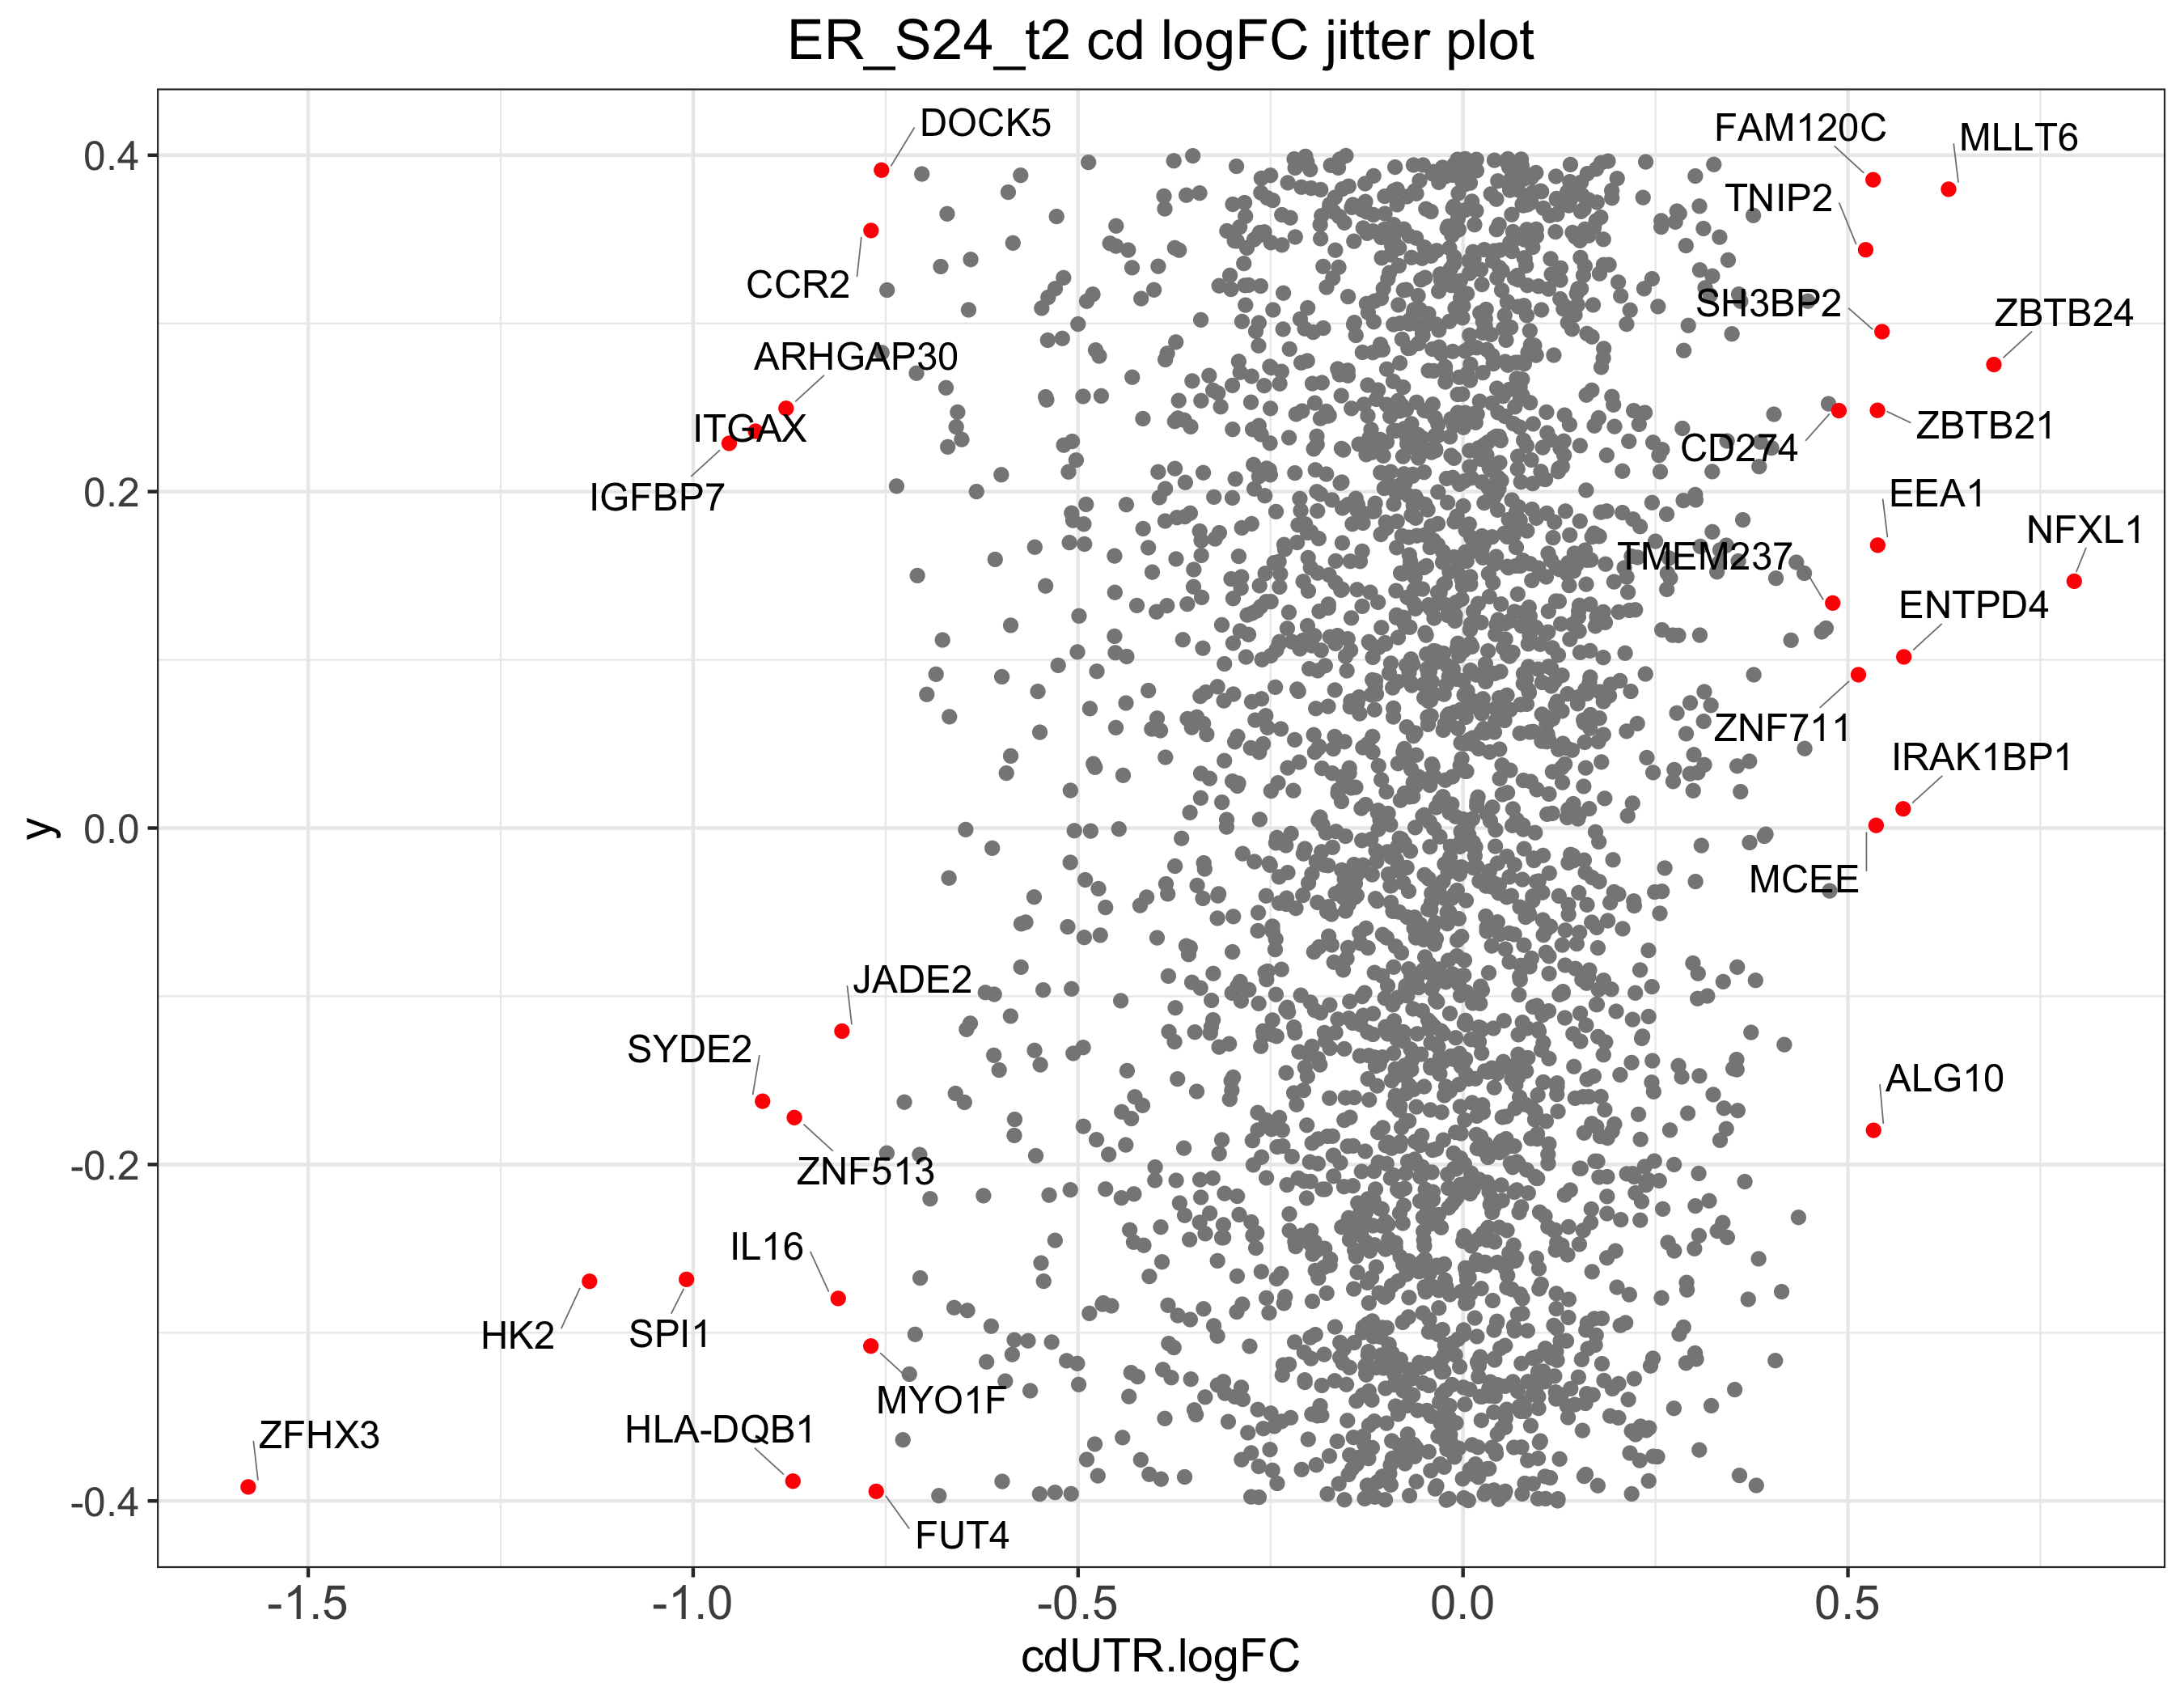 ER_S24_t2 cd logFC jitter plot
DOCK5
FAM120C
MLLT6
0.4
TNIP2
CCR2
SH3BP2
ZBTB24
ARHGAP30
ITGAX
ZBTB21
CD274
IGFBP7
0.2
EEA1
NFXL1
TMEM237
ENTPD4
ZNF711
IRAK1BP1
y
0.0
MCEE
JADE2
SYDE2
ALG10
-0.2
ZNF513
IL16
HK2
SPI1
MYO1F
ZFHX3
HLA-DQB1
-0.4
FUT4
-1.5 -1.0 -0.5 0.0 0.5
cdUTR.logFC